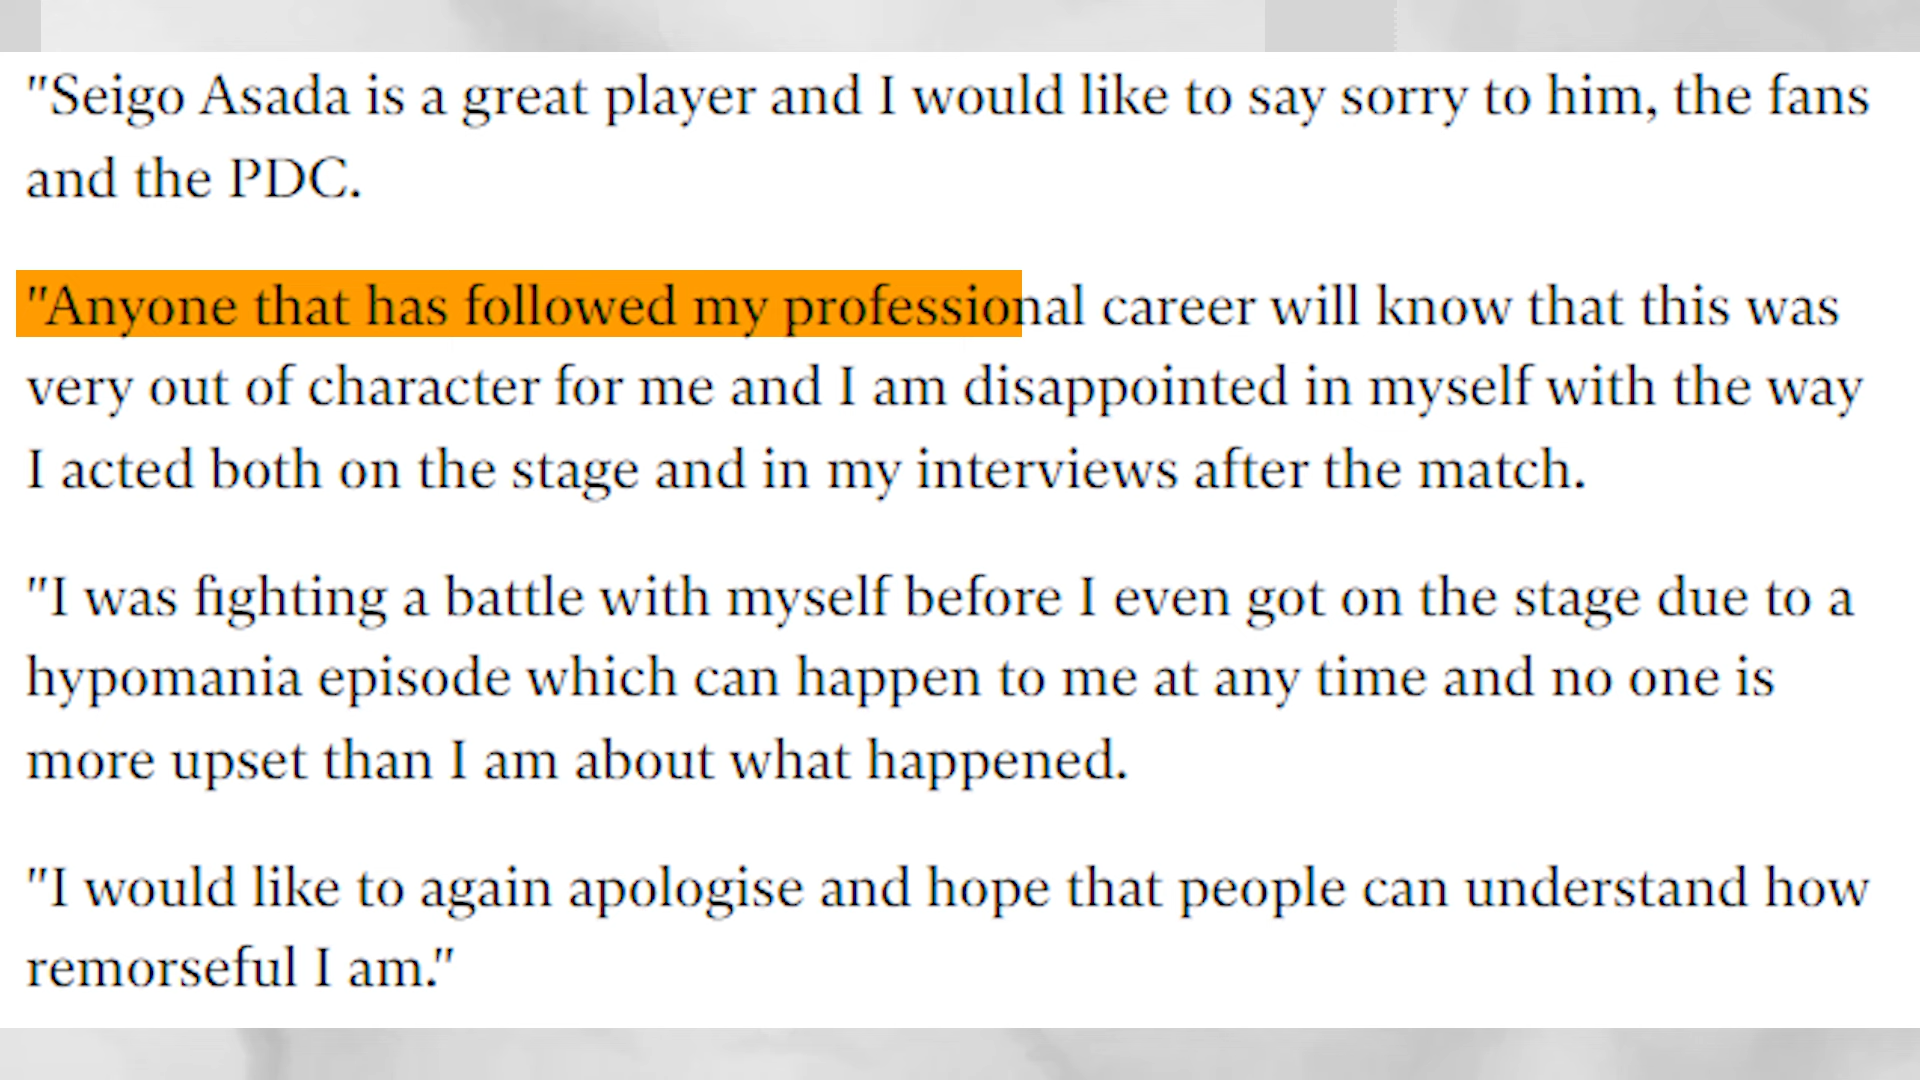 "Seigo Asada is a great player and I would like to say sorry to him, the fans
and the PDC.
"Anyone that has followed my professional career will know that this was
very out of character for me and I am disappointed in myself with the way
I acted both on the stage and in my interviews after the match.
"I was fighting a battle with myself before I even got on the stage due to a
hypomania episode which can happen to me at any time and no one is
more upset than I am about what happened.
"I would like to again apologise and hope that people can understand how
remorseful I am."